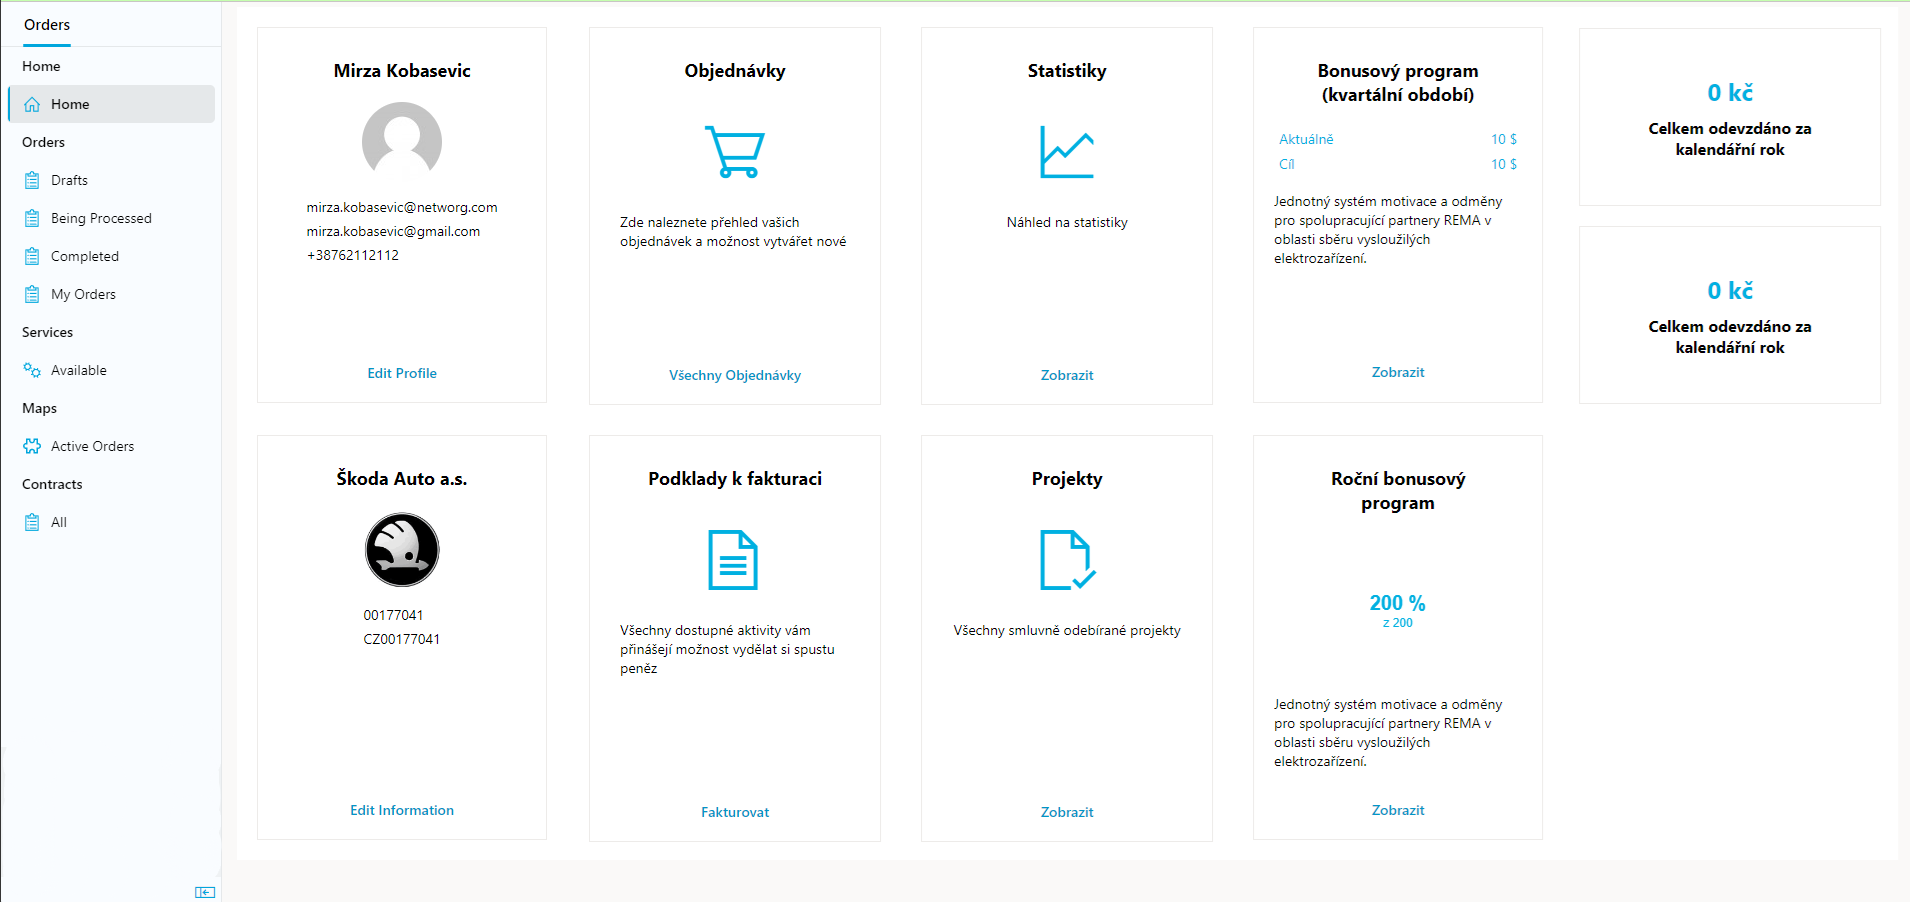 Orders
Home
Home
Orders
Drafts
Being Processed
Completed
My Orders
Services
Available
Maps
Active Orders
Contracts
All
Mirza Kobasevic
mirza.kobasevic@networg.com
mirza.kobasevic@gmail.com
+38762112112
Edit Profile
Objednávky
Zde naleznete přehled vašich
objednávek a možnost vytvářet nové
Všechny Objednávky
Statistiky
Náhled na statistiky
Zobrazit
Bonusový program
(kvartální období)
Aktuálně 10 $
Cíl 10 $
Jednotný systém motivace a odměny
pro spolupracující partnery REMA v
oblasti sběru vysloužilých
elektrozařízení.
Zobrazit
0 kč
Celkem odevzdáno za
kalendářní rok
0 kč
Celkem odevzdáno za
kalendářní rok
Škoda Auto a.s.
00177041
CZ00177041
Edit Information
Podklady k fakturaci
Všechny dostupné aktivity vám
přinášejí možnost vydělat si spustu
peněz
Fakturovat
Projekty
Všechny smluvně odebírané projekty
Zobrazit
Roční bonusový
program
200 %
z 200
Jednotný systém motivace a odměny
pro spolupracující partnery REMA v
oblasti sběru vysloužilých
elektrozařízení.
Zobrazit